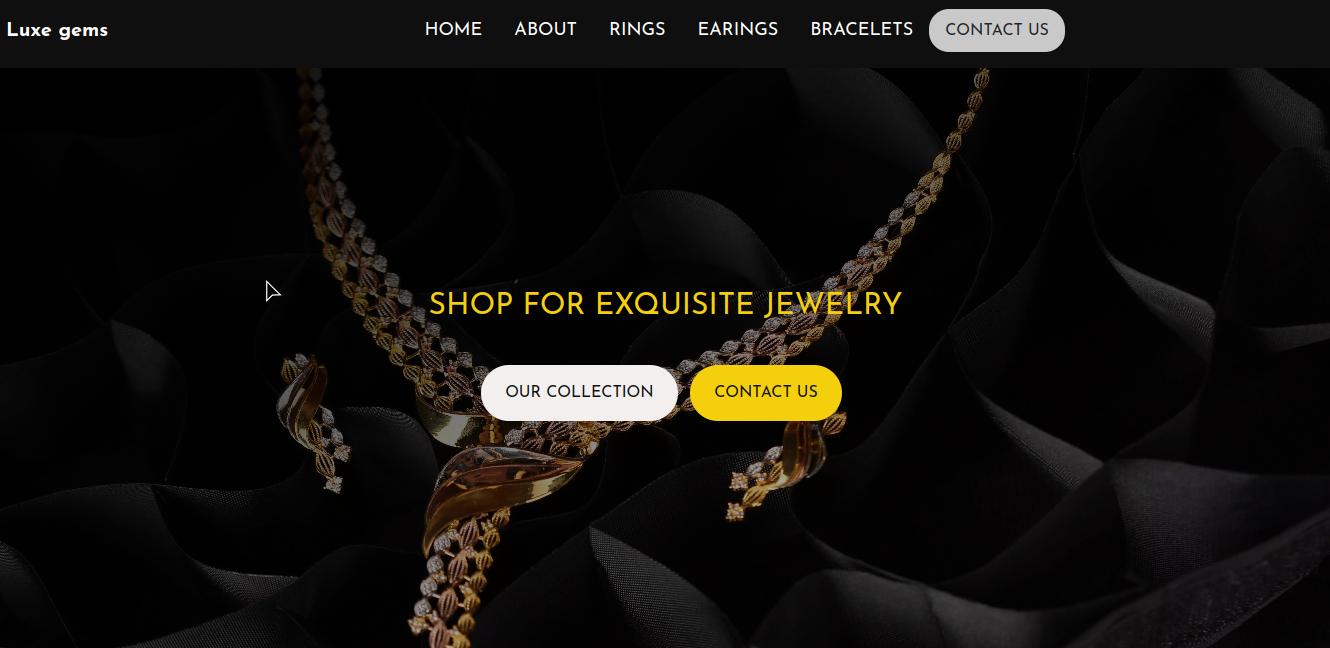 Luxe gems
HOME ABOUT RINGS EARINGS BRACELETS CONTACT US
SHOP FOR EXQUISITE JEWELRY
OUR COLLECTION CONTACT US